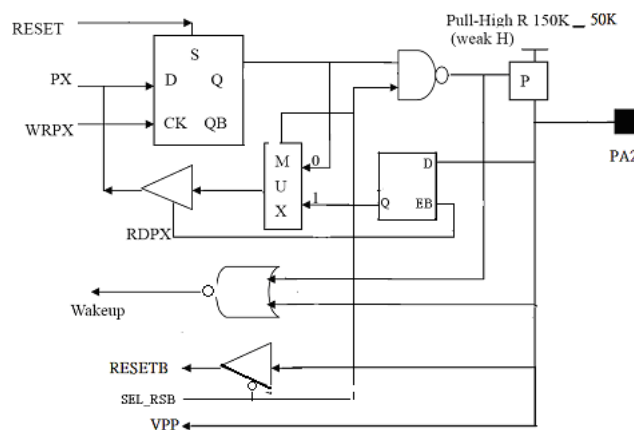 Pull-High R 150K _ 50K
(weak H)
RESET
S
PX
D
Q
P
WRPX
CK
QB
PA2
M
U
X
0
1
D
Q
EB
RDPX
Wakeup
RESETB
SEL_RSB
VPP